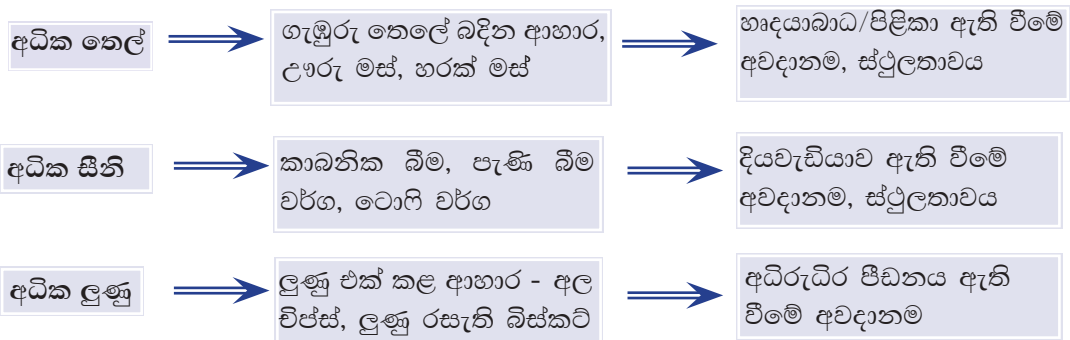 අධික තෙල්
ගැඹුරු තෙලේ බදින ආහාර,
ඌරු මස්, හරක් මස්
හෘදයාබාධ/පිළිකා ඇති වීමේ
අවදානම, ස්ථුලතාවය
අධික සීනි
කාබනික බීම, පැණි බීම
වර්ග, ටොෆි වර්ග
දියවැඩියාව ඇති වීමේ
අවදානම, ස්ථුලතාවය
අධික ලුණු
ලුණු එක් කළ ආහාර - අල
චිප්ස්, ලුණු රසැති බිස්කට්
අධිරුධිර පීඩනය ඇති
වීමේ අවදානම